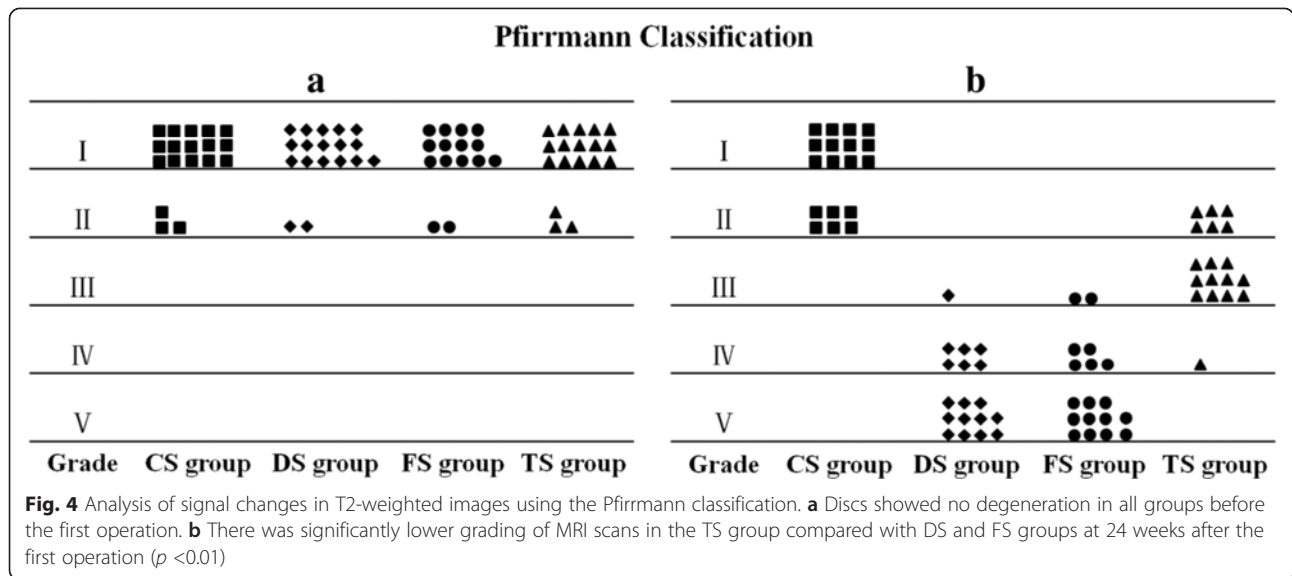 Pfirrmann Classification
a
I
II
III
IV
V
Grade CS group DS group FS group TS group
b
I
II
III
IV
V
Grade CS group DS group FS group TS group
Fig. 4 Analysis of signal changes in T2-weighted images using the Pfirrmann classification. a Discs showed no degeneration in all groups before
the first operation. b There was significantly lower grading of MRI scans in the TS group compared with DS and FS groups at 24 weeks after the
first operation (p <0.01)